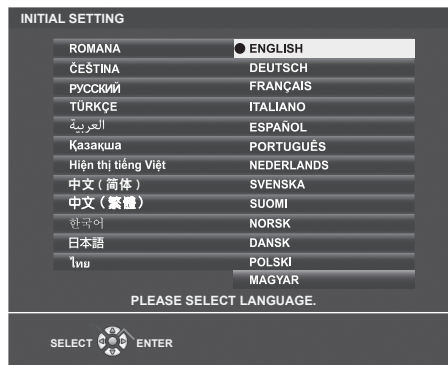 INITIAL SETTING
ROMANA ENGLISH
ČEŠTINA DEUTSCH
РУССКИЙ FRANÇAIS
TÜRKÇE ITALIANO
العربية ESPAÑOL
Қазақша PORTUGUÊS
Hiện thị tiếng Việt NEDERLANDS
中文 ( 简体 ) SVENSKA
中文 ( 繁體 ) SUOMI
한국어 NORSK
日本語 DANSK
ไทย POLSKI
MAGYAR
PLEASE SELECT LANGUAGE.
SELECT ENTER